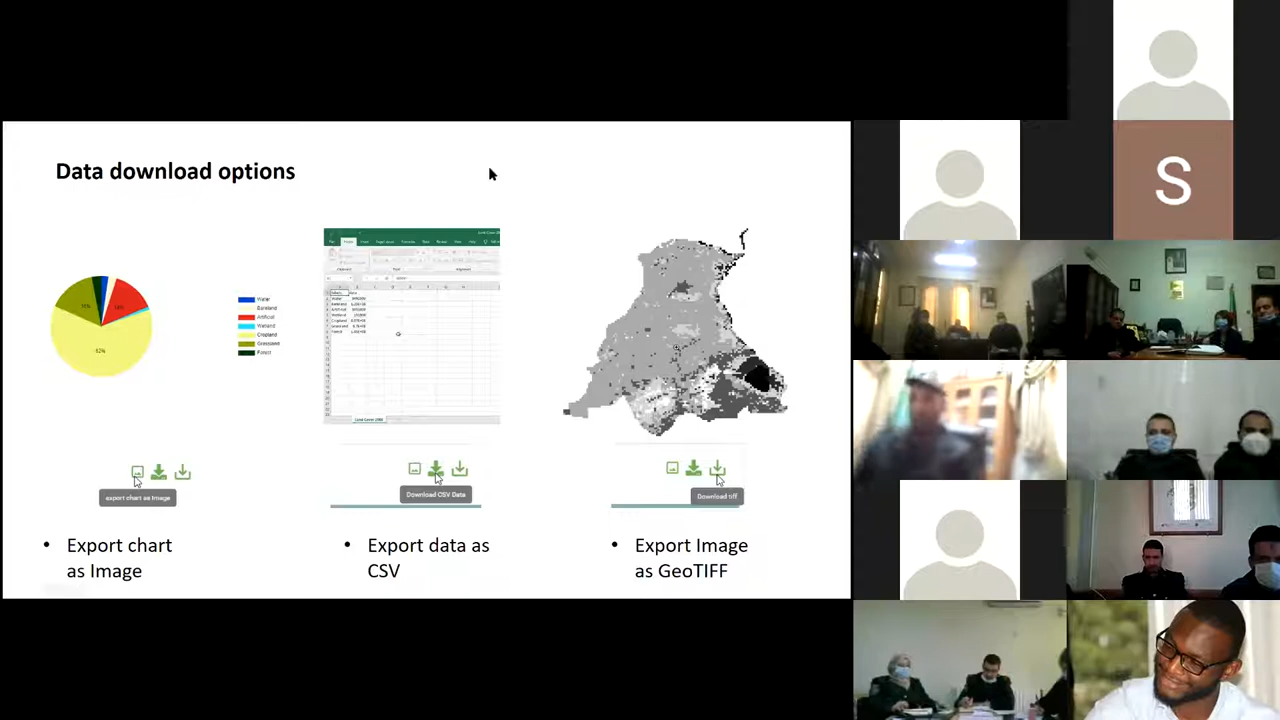 Data download options
S
Water
Bareland
Artificial
Wetland
Cropland
Grassland
Forest
export chart as Image
Download CSV Data
Download tiff
• Export chart
as Image
• Export data as
CSV
• Export Image
as GeoTIFF